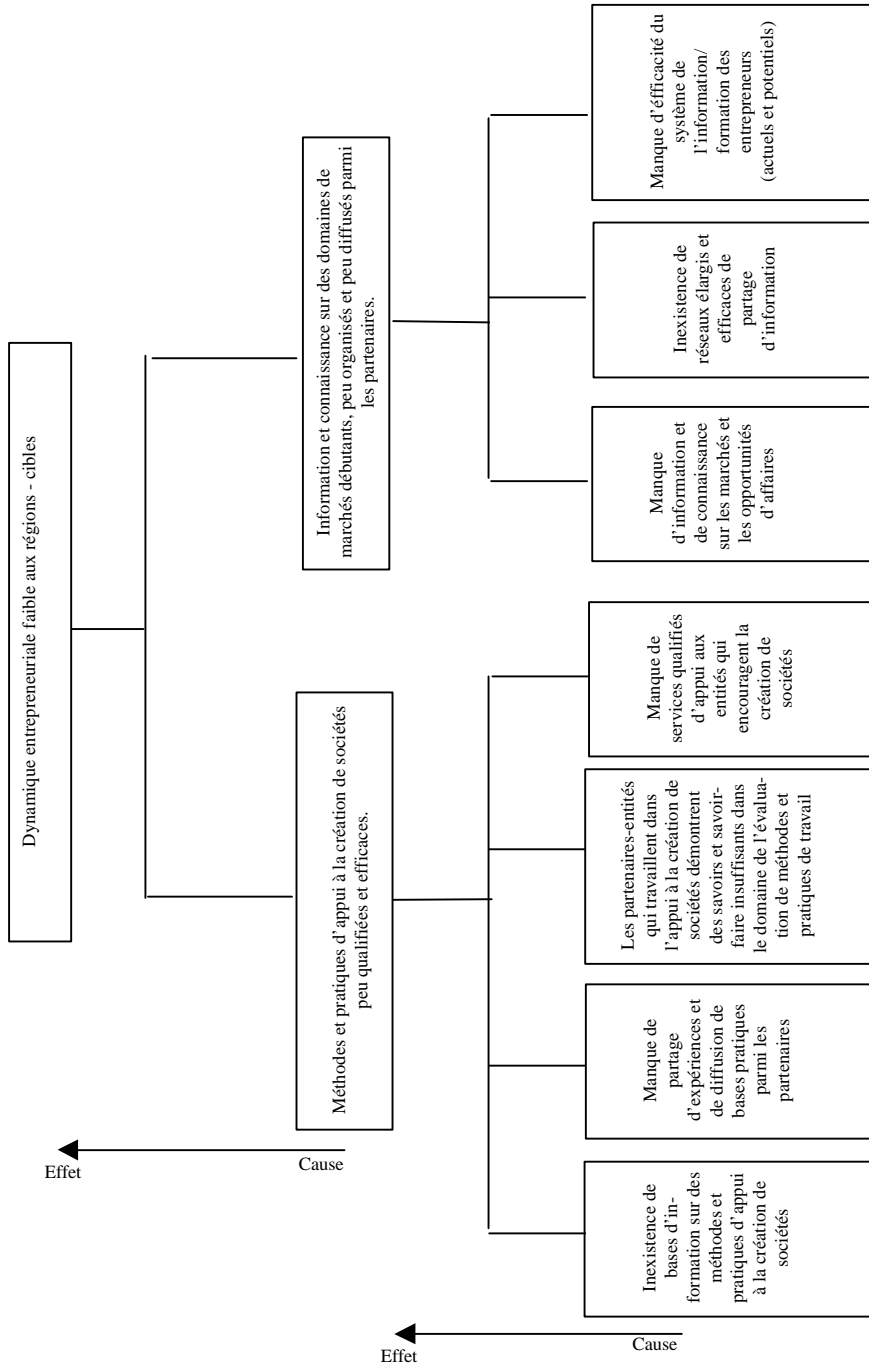 Dynamique entrepreneuriale faible aux régions - cibles
Effet
Cause
Méthodes et pratiques d'appui à la création de sociétés
peu qualifiées et efficaces.
Information et connaissance sur des domaines de
marchés débutants, peu organisés et peu diffusés parmi
les partenaires.
Effet
Cause
Inexistence de
bases d'in-
formation sur des
méthodes et
pratiques d'appui
à la création de
sociétés
Manque de
partage
d'expériences et
de diffusion de
bases pratiques
parmi les
partenaires
Les partenaires-entités
qui travaillent dans
l'appui à la création de
sociétés démontrent
des savoirs et savoir-
faire insuffisants dans
le domaine de l'évalua-
tion de méthodes et
pratiques de travail
Manque de
services qualifiés
d'appui aux
entités qui
encouragent la
création de
sociétés
Manque
d'information et
de connaissance
sur les marchés et
les opportunités
d'affaires
Inexistence de
réseaux élargis et
efficaces de
partage
d'information
Manque d'éfficacité du
système de
l'information/
formation des
entrepreneurs
(actuels et potentiels)